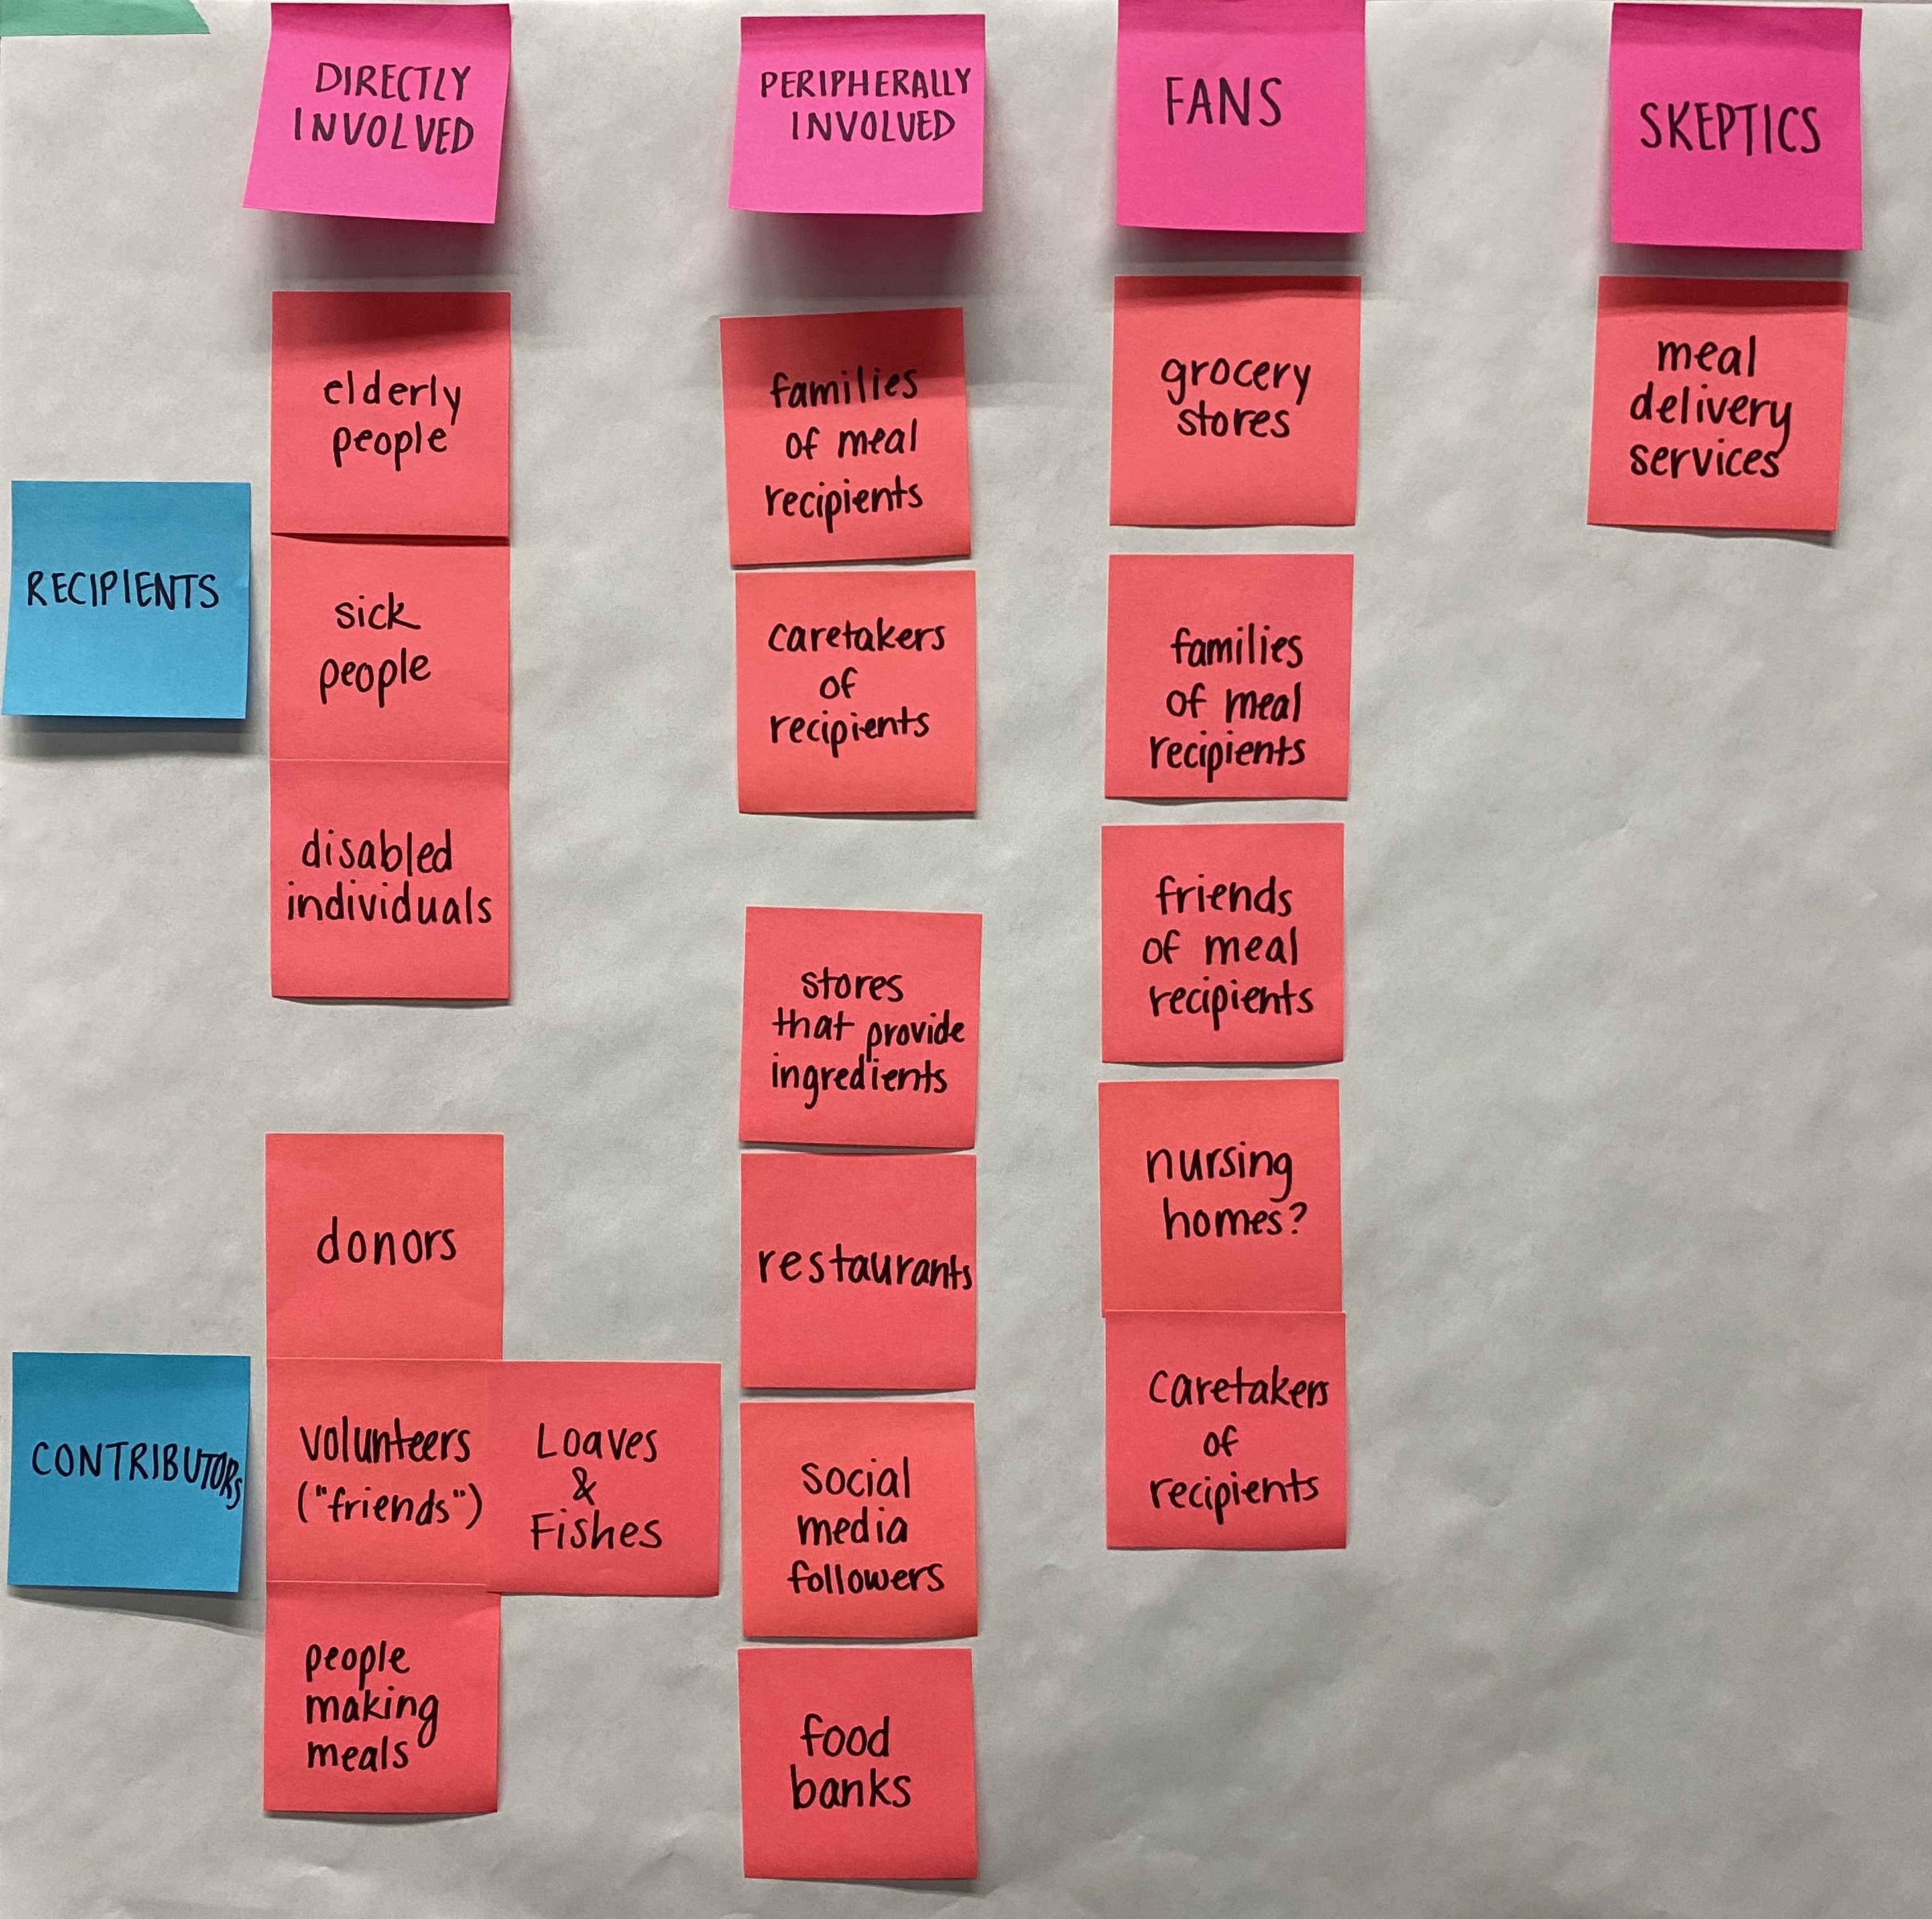 DIRECTLY
INVOLVED
PERIPHERALLY
INVOLVED
FANS
SKEPTICS
RECIPIENTS
elderly
people
sick
people
disabled
individuals
families
of meal
recipients
caretakers
of
recipients
grocery
stores
families
of meal
recipients
friends
of meal
recipients
meal
delivery
services
CONTRIBUTORS
donors
volunteers
("friends")
Loaves
&
Fishes
people
making
meals
stores
that provide
ingredients
restaurants
social
media
followers
food
banks
nursing
homes?
caretakers
of
recipients